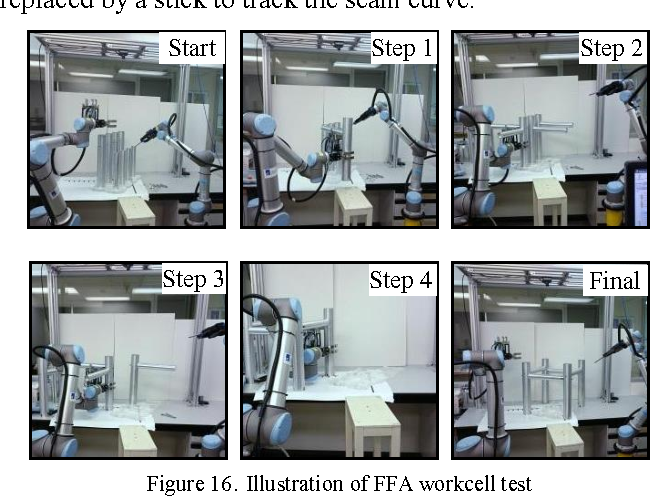 replaced by a stick to track the seam curve.
Start
Step 1
Step 2
Step 3
Step 4
Final
Figure 16. Illustration of FFA workcell test